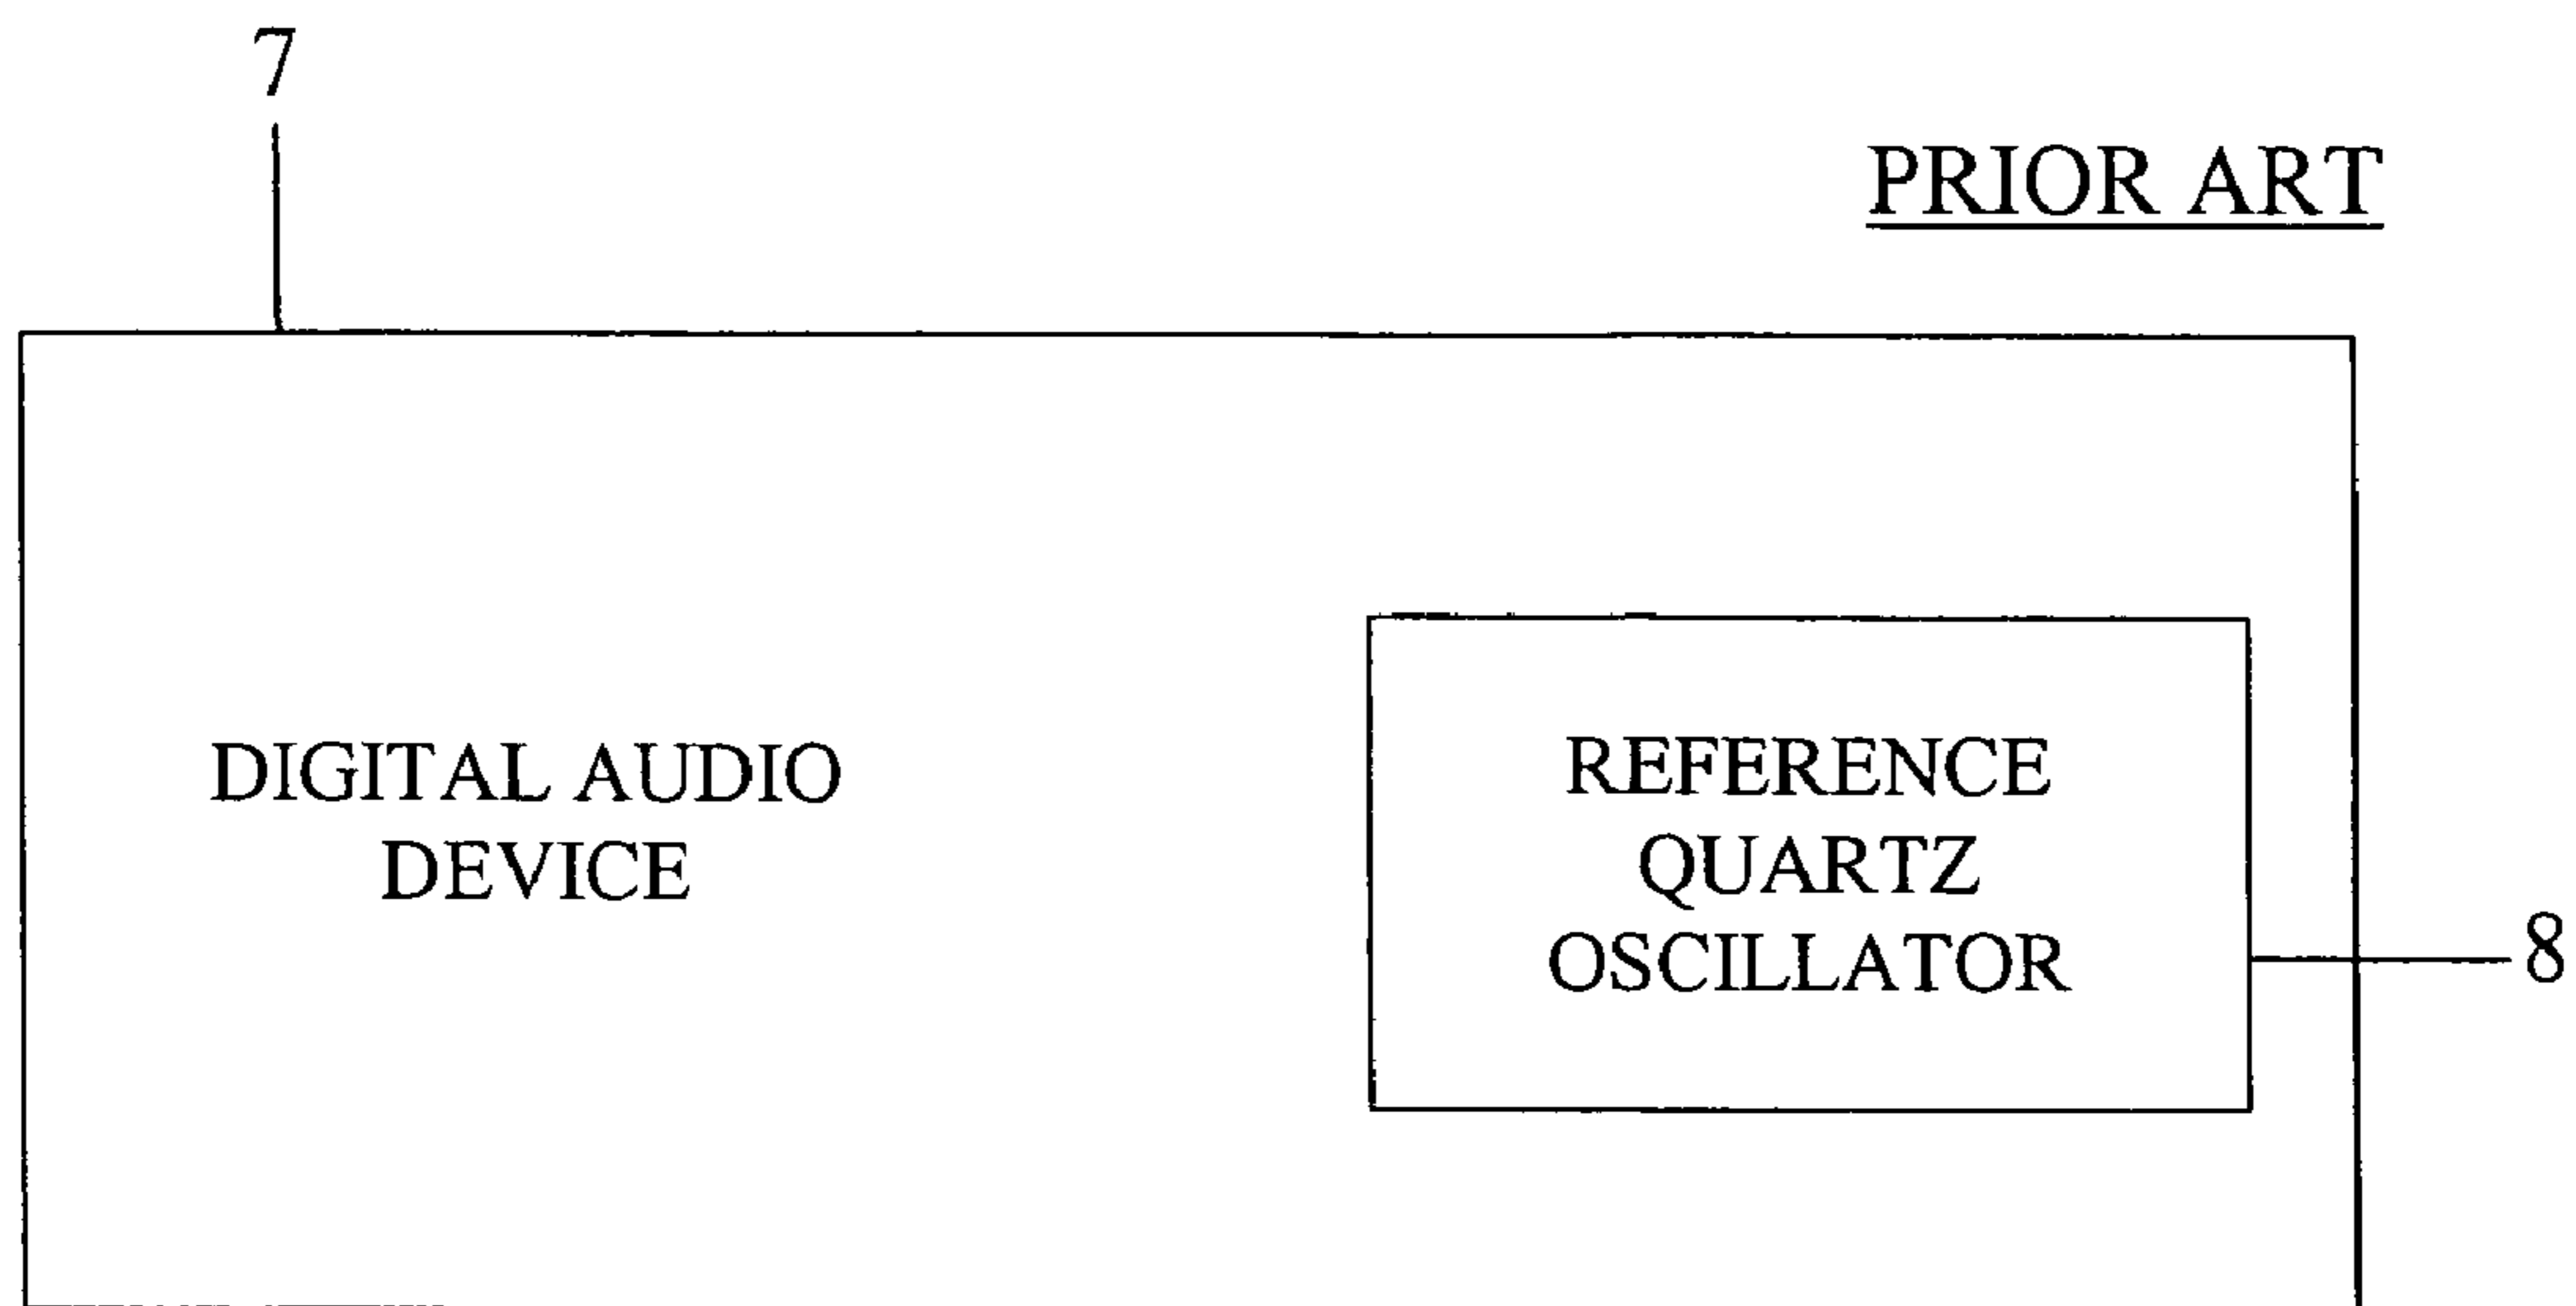 7
PRIOR ART
DIGITAL AUDIO
DEVICE
REFERENCE
QUARTZ
OSCILLATOR
8